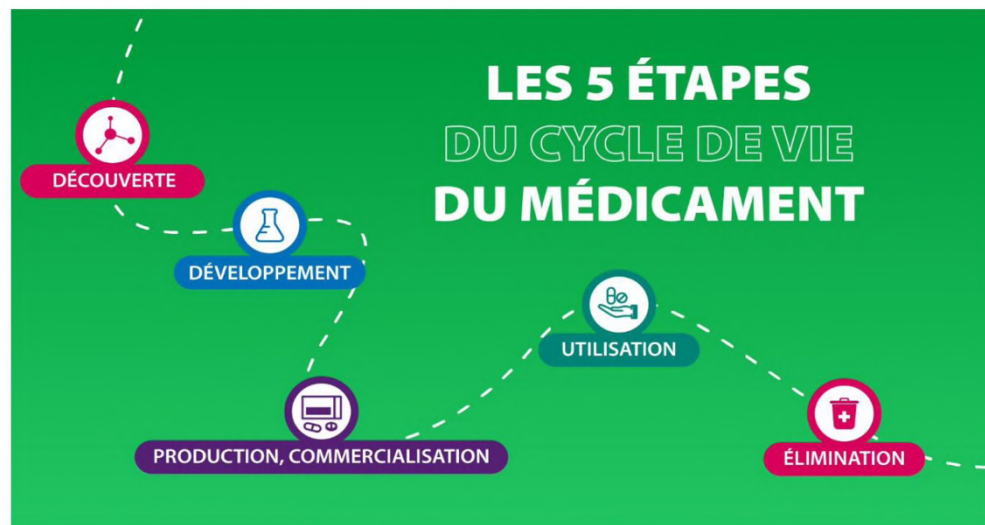 LES 5 ÉTAPES
DU CYCLE DE VIE
DU MÉDICAMENT
DÉCOUVERTE
DÉVELOPPEMENT
PRODUCTION, COMMERCIALISATION
UTILISATION
ÉLIMINATION